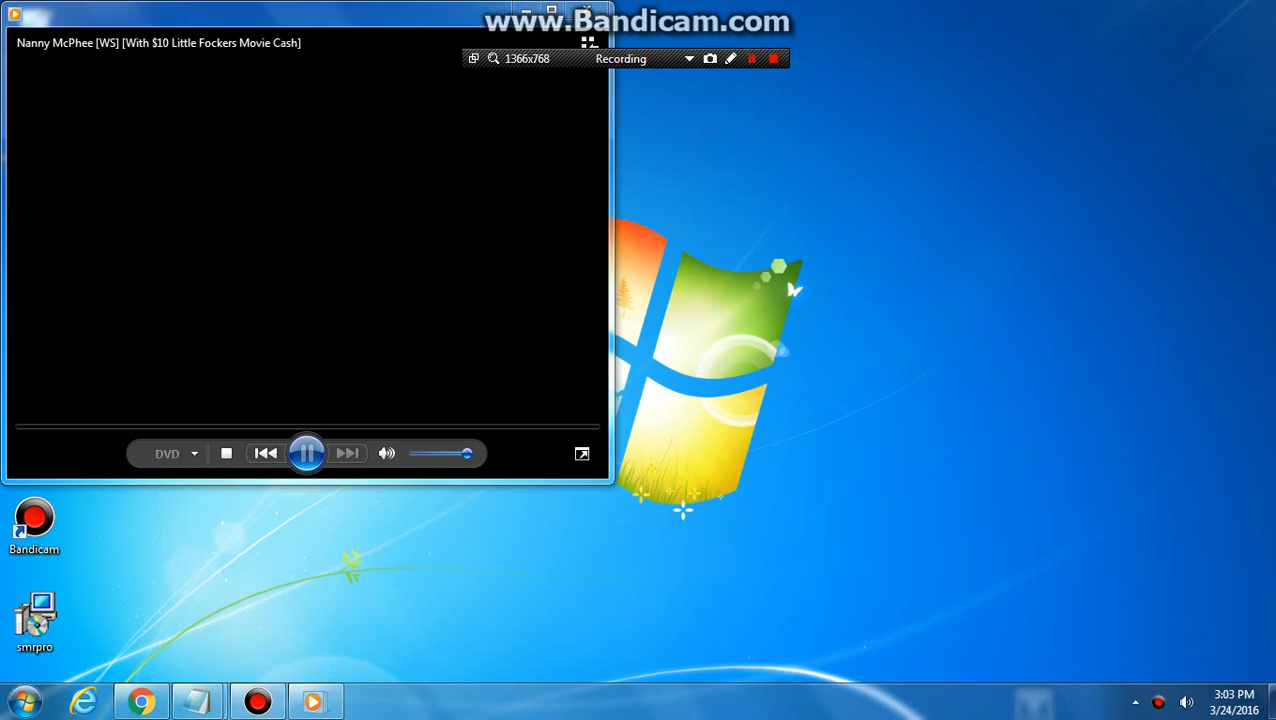 www.Bandicam.com
Nanny McPhee [WS] [With $10 Little Fockers Movie Cash]
1366x768
Recording
DVD
Bandicam
smrpro
3:03 PM
3/24/2016